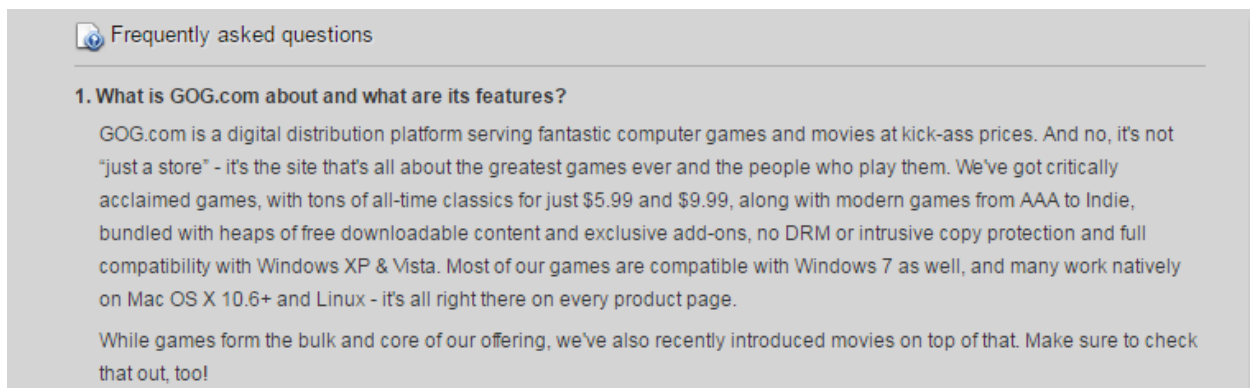 Frequently asked questions
1. What is GOG.com about and what are its features?
GOG.com is a digital distribution platform serving fantastic computer games and movies at kick-ass prices. And no, it's not
“just a store” - it's the site that's all about the greatest games ever and the people who play them. We've got critically
acclaimed games, with tons of all-time classics for just $5.99 and $9.99, along with modern games from AAA to Indie,
bundled with heaps of free downloadable content and exclusive add-ons, no DRM or intrusive copy protection and full
compatibility with Windows XP & Vista. Most of our games are compatible with Windows 7 as well, and many work natively
on Mac OS X 10.6+ and Linux - it's all right there on every product page.
While games form the bulk and core of our offering, we've also recently introduced movies on top of that. Make sure to check
that out, too!